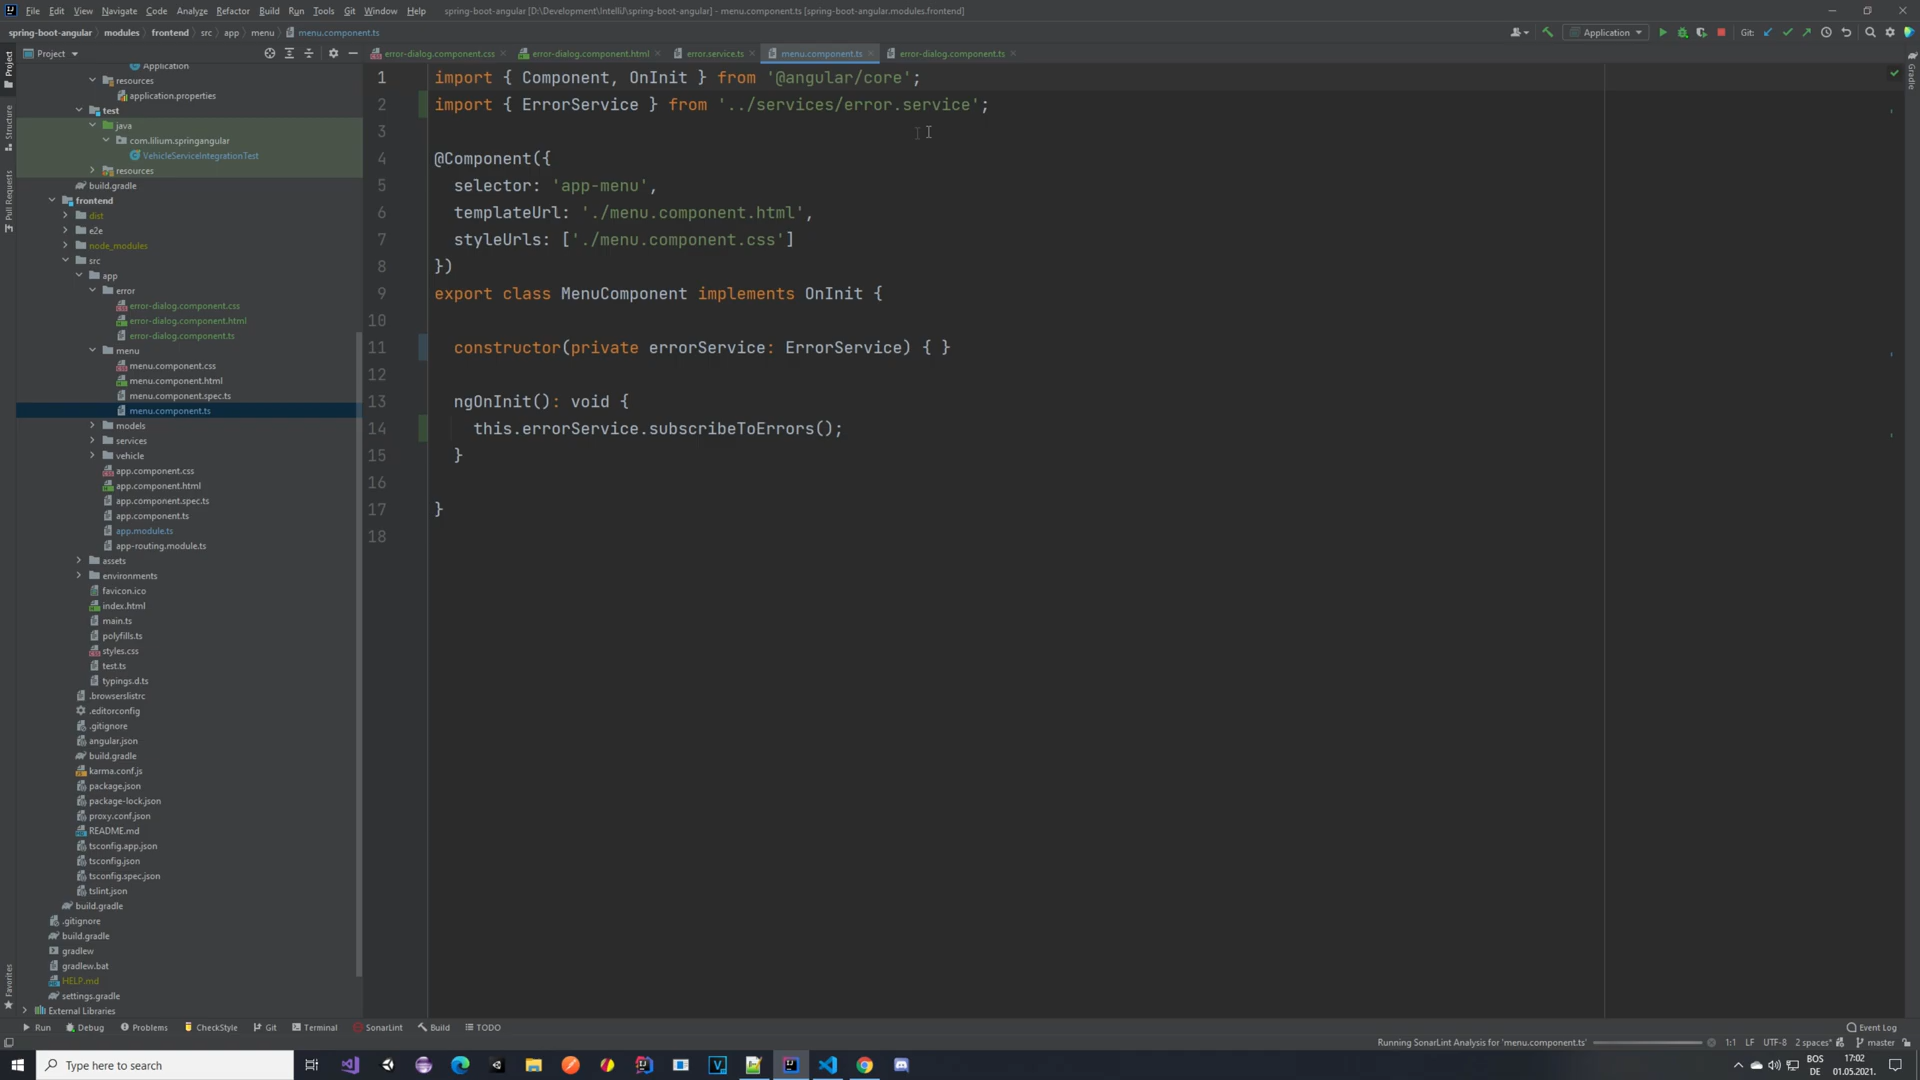 File Edit View Navigate Code Analyze Refactor Build Run Tools Git Window Help spring-boot-angular [D:\Development\IntelliJ\spring-boot-angular] - menu.component.ts [spring-boot-angular.modules.frontend]
spring-boot-angular modules frontend src app menu menu.component.ts Application Git:
Project error-dialog.component.css error-dialog.component.html error.service.ts menu.component.ts error-dialog.component.ts
Project
Structure
Pull Requests
Favorites
Gradle
Application
resources
application.properties
test
java
com.lilium.springangular
VehicleServiceIntegrationTest
resources
build.gradle
frontend
dist
e2e
node_modules
src
app
error
error-dialog.component.css
error-dialog.component.html
error-dialog.component.ts
menu
menu.component.css
menu.component.html
menu.component.spec.ts
menu.component.ts
models
services
vehicle
app.component.css
app.component.html
app.component.spec.ts
app.component.ts
app.module.ts
app-routing.module.ts
assets
environments
favicon.ico
index.html
main.ts
polyfills.ts
styles.css
test.ts
typings.d.ts
.browserslistrc
.editorconfig
.gitignore
angular.json
build.gradle
karma.conf.js
package.json
package-lock.json
proxy.conf.json
README.md
tsconfig.app.json
tsconfig.json
tsconfig.spec.json
tslint.json
build.gradle
.gitignore
build.gradle
gradlew
gradlew.bat
HELP.md
settings.gradle
External Libraries
1 import { Component, OnInit } from '@angular/core';
2 import { ErrorService } from '../services/error.service';
3
4 @Component({
5 selector: 'app-menu',
6 templateUrl: './menu.component.html',
7 styleUrls: ['./menu.component.css']
8 })
9 export class MenuComponent implements OnInit {
10
11 constructor(private errorService: ErrorService) { }
12
13 ngOnInit(): void {
14 this.errorService.subscribeToErrors();
15 }
16
17 }
18
Run Debug Problems CheckStyle Git Terminal SonarLint Build TODO Event Log
Running SonarLint Analysis for 'menu.component.ts' 1:1 LF UTF-8 2 spaces* master
Type here to search
BOS
DE
17:02
01.05.2021.